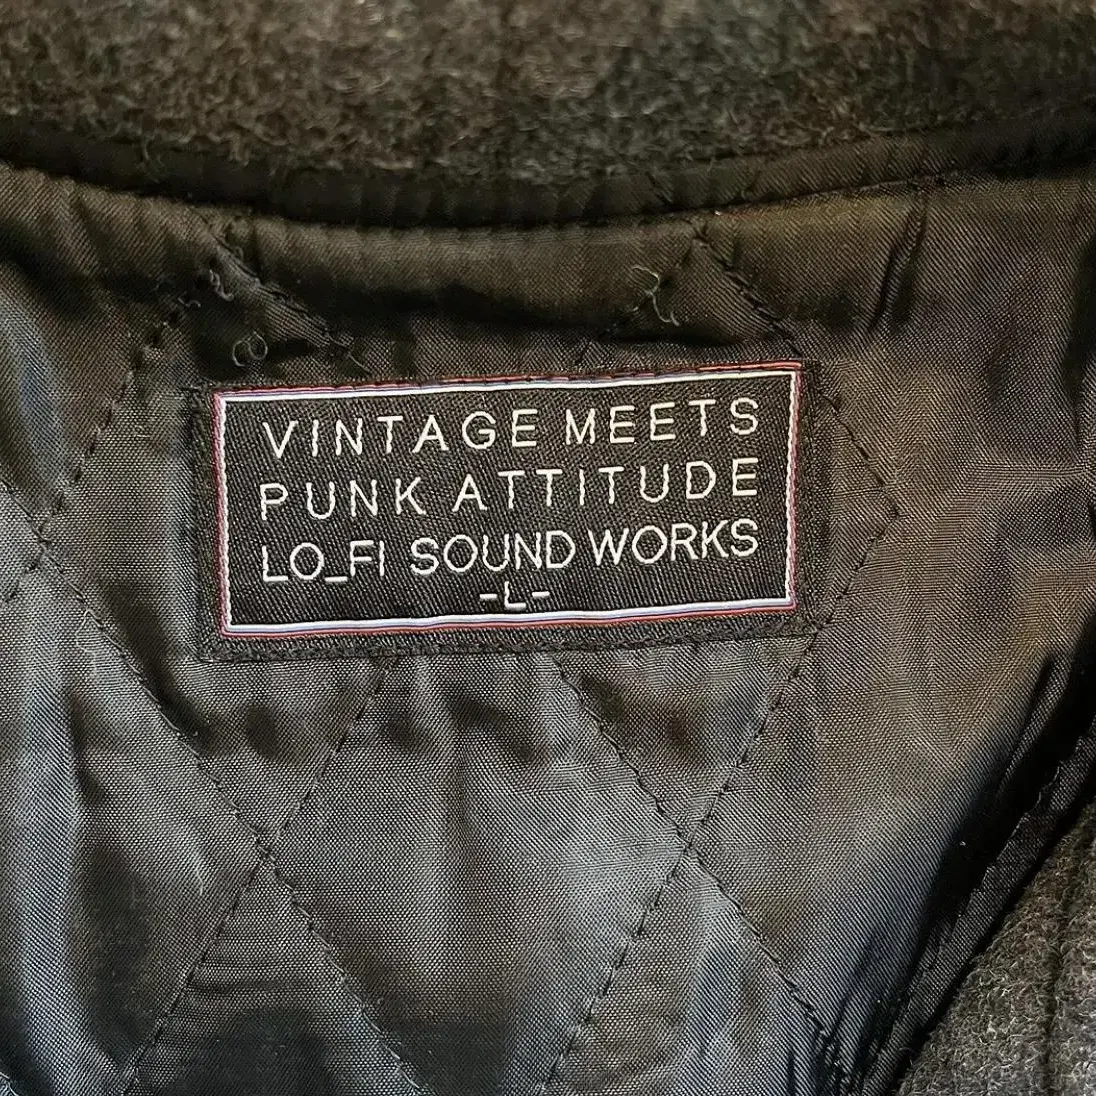 VINTAGE MEETS
PUNK ATTITUDE
LO_FI SOUND WORKS
-L-